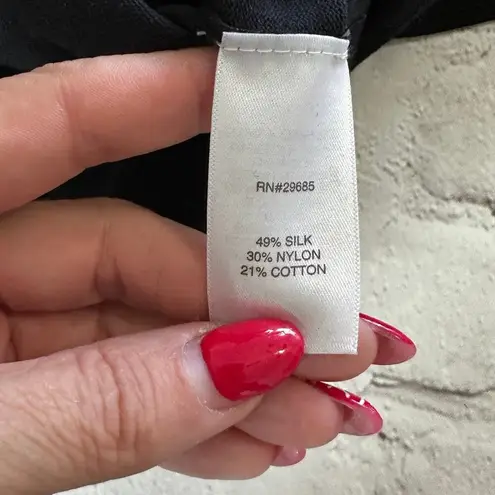 RN#29685
49% SILK
30% NYLON
21% COTTON